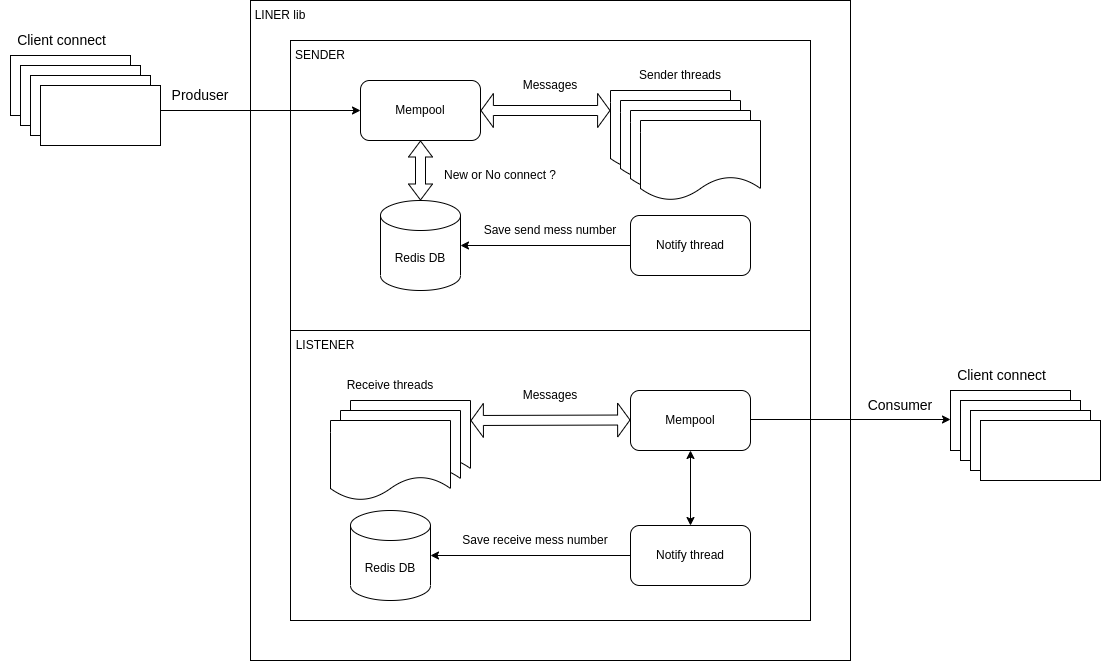 LINER lib
Client connect
SENDER
Sender threads
Messages
Produser
Mempool
New or No connect ?
Save send mess number
Notify thread
Redis DB
LISTENER
Client connect
Receive threads
Messages
Consumer
Mempool
Save receive mess number
Notify thread
Redis DB